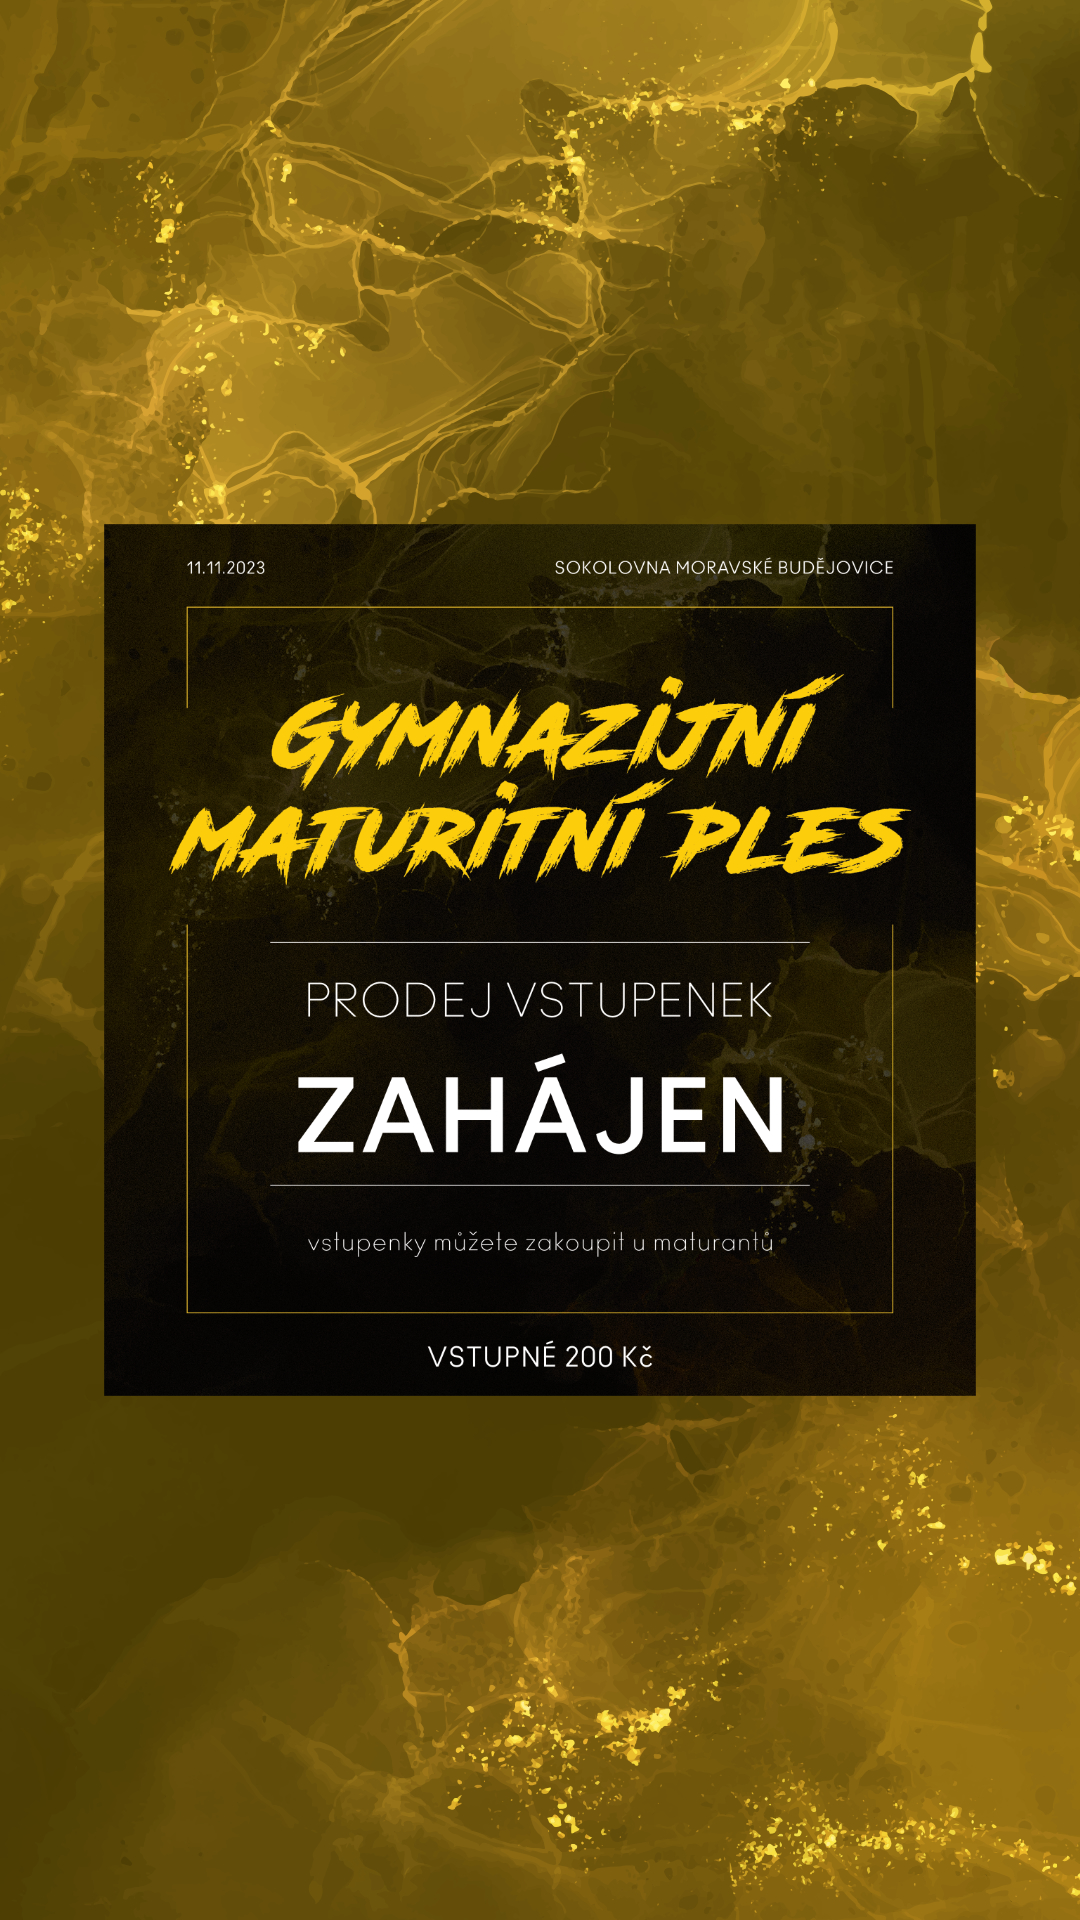 11.11.2023
SOKOLOVNA MORAVSKÉ BUDĚJOVICE
GYMNAZIJNÍ
MATURITNÍ PLES
PRODEJ VSTUPENEK
ZAHÁJEN
vstupenky můžete zakoupit u maturantů
VSTUPNÉ 200 Kč